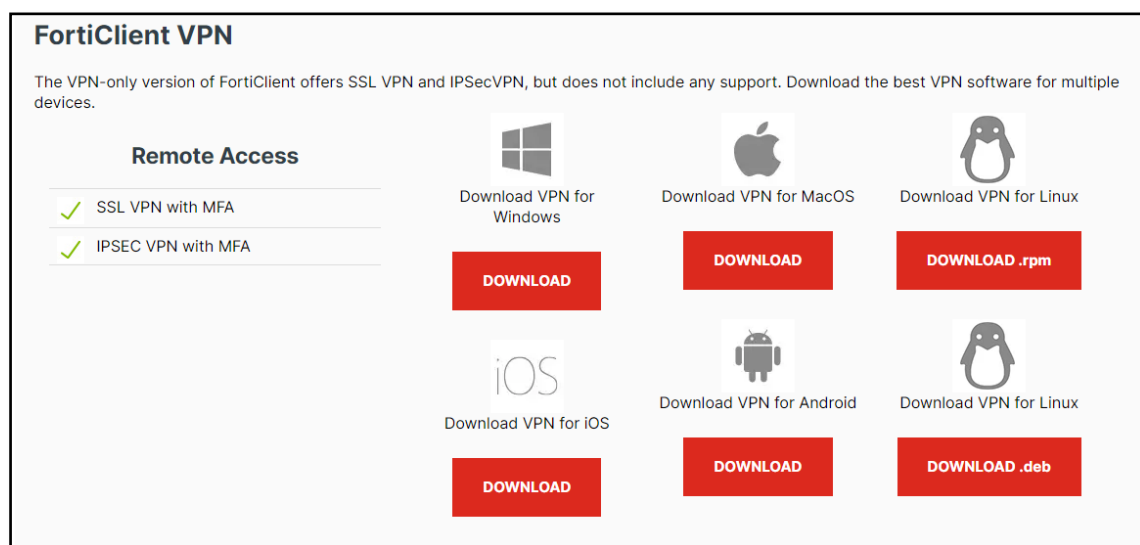 FortiClient VPN
The VPN-only version of FortiClient offers SSL VPN and IPSecVPN, but does not include any support. Download the best VPN software for multiple
devices.
Remote Access
SSL VPN with MFA
IPSEC VPN with MFA
Download VPN for
Windows
DOWNLOAD
Download VPN for MacOS
DOWNLOAD
Download VPN for Linux
DOWNLOAD .rpm
iOS
Download VPN for iOS
DOWNLOAD
Download VPN for Android
DOWNLOAD
Download VPN for Linux
DOWNLOAD .deb